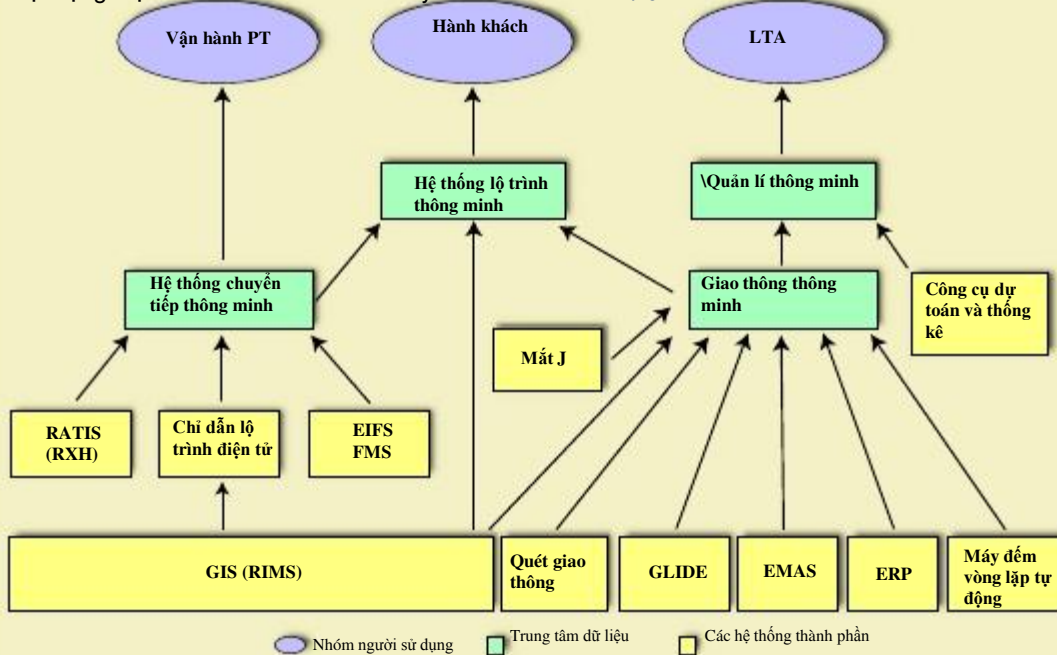 Vận hành PT
Hành khách
LTA
Hệ thống lộ trình
thông minh
\Quản lí thông minh
Hệ thống chuyển
tiếp thông minh
Giao thông thông
minh
Công cụ dự
toán và thống
kê
Mắt J
RATIS
(RXH)
Chỉ dẫn lộ
trình điện tử
EIFS
FMS
GIS (RIMS)
Quét giao
thông
GLIDE
EMAS
ERP
Máy đếm
vòng lặp tự
động
Nhóm người sử dụng
Trung tâm dữ liệu
Các hệ thống thành phần